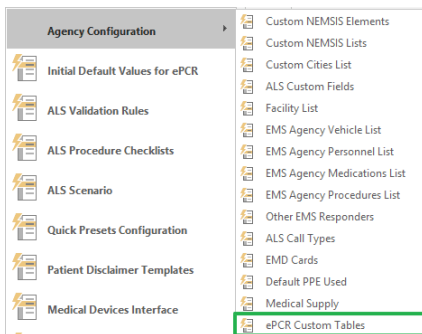 Agency Configuration
Initial Default Values for ePCR
ALS Validation Rules
ALS Procedure Checklists
ALS Scenario
Quick Presets Configuration
Patient Disclaimer Templates
Medical Devices Interface
Custom NEMSIS Elements
Custom NEMSIS Lists
Custom Cities List
ALS Custom Fields
Facility List
EMS Agency Vehicle List
EMS Agency Personnel List
EMS Agency Medications List
EMS Agency Procedures List
Other EMS Responders
ALS Call Types
EMD Cards
Default PPE Used
Medical Supply
ePCR Custom Tables